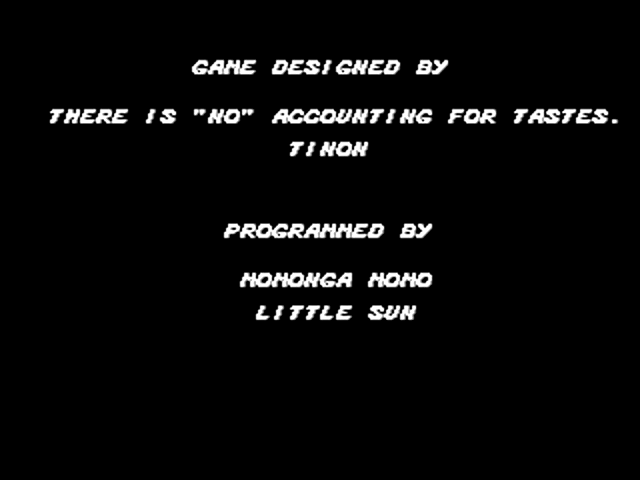 GAME DESIGNED BY
THERE IS "NO" ACCOUNTING FOR TASTES.
TINON
PROGRAMMED BY
MOMONGA MOMO
LITTLE SUN